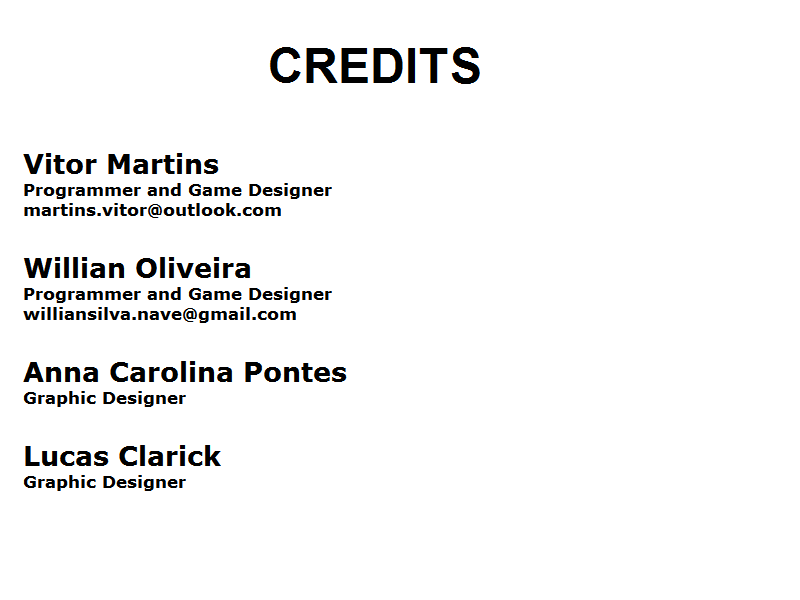 CREDITS
Vitor Martins
Programmer and Game Designer
martins.vitor@outlook.com
Willian Oliveira
Programmer and Game Designer
williansilva.nave@gmail.com
Anna Carolina Pontes
Graphic Designer
Lucas Clarick
Graphic Designer